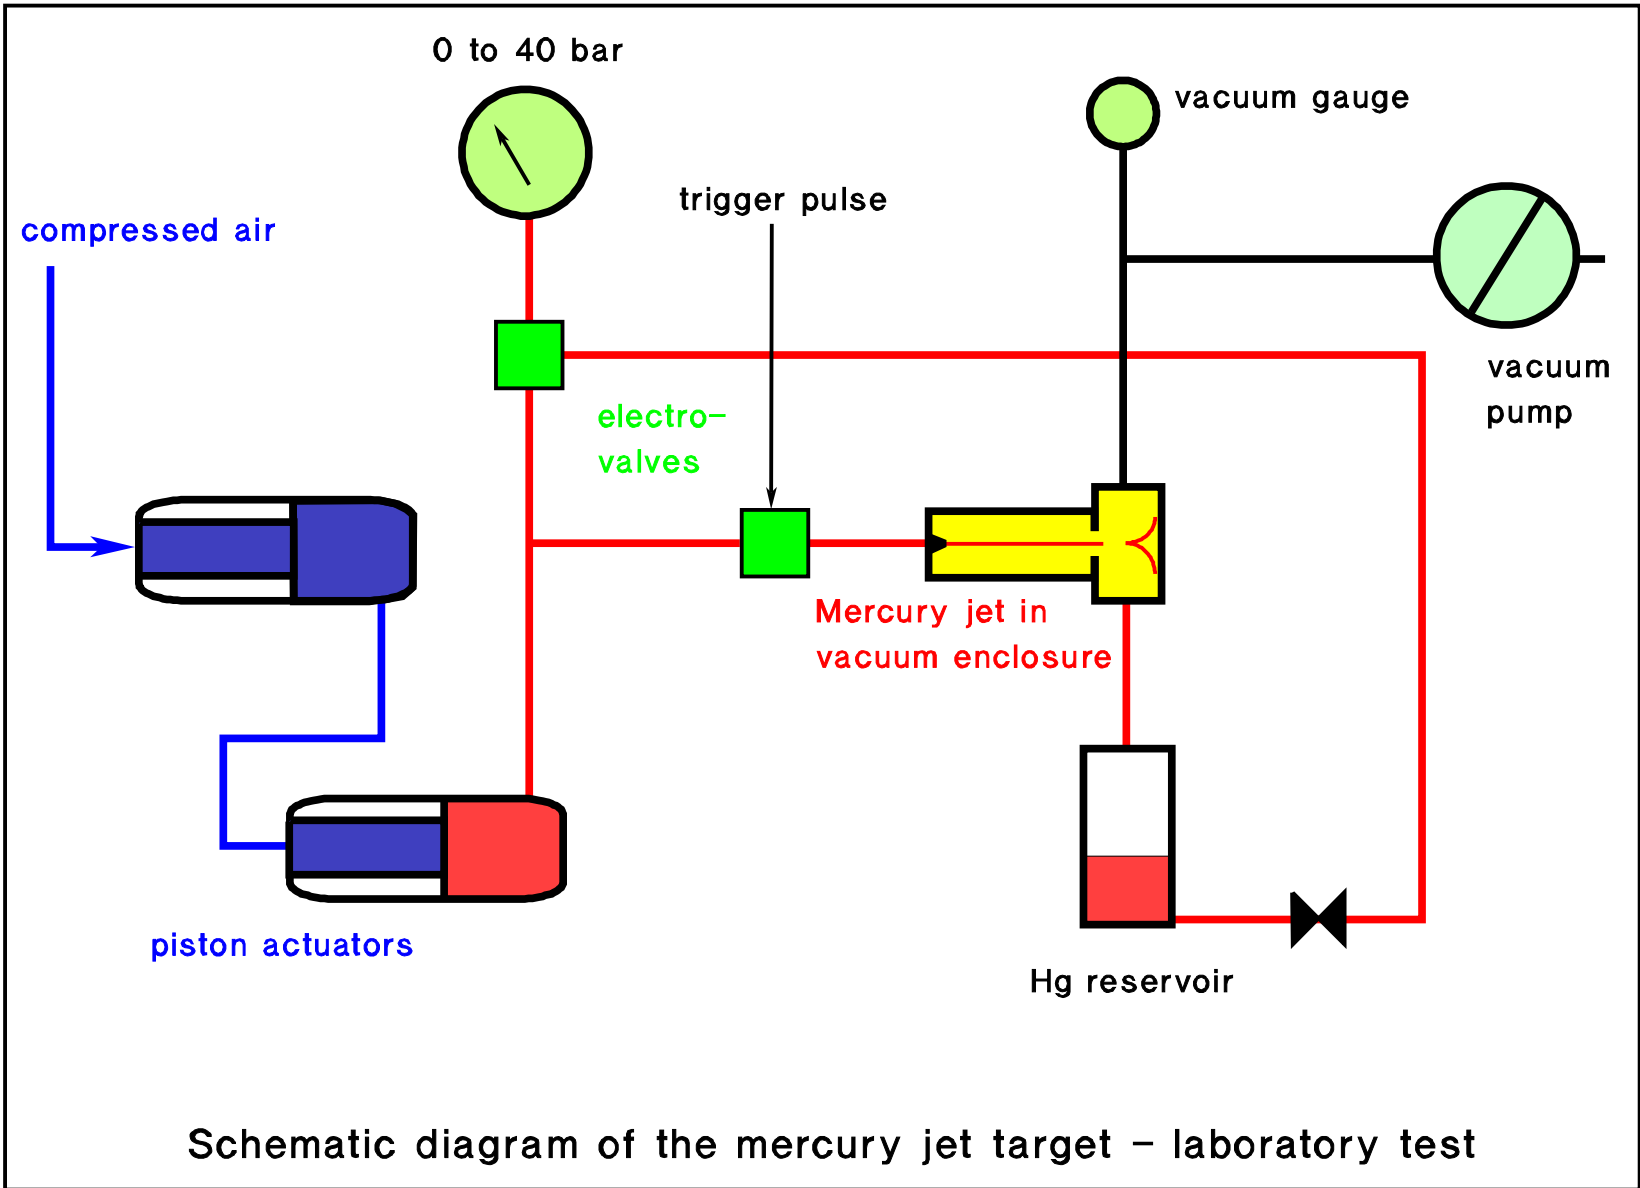 0 to 40 bar
vacuum gauge
trigger pulse
compressed air
vacuum
pump
electro-
valves
Mercury jet in
vacuum enclosure
piston actuators
Hg reservoir
Schematic diagram of the mercury jet target - laboratory test